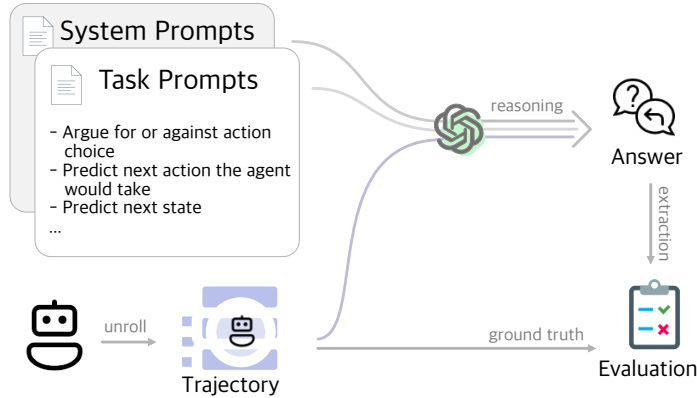 System Prompts
Task Prompts
- Argue for or against action
choice
- Predict next action the agent
would take
- Predict next state
...
reasoning
?
Answer
extraction
unroll
Trajectory
ground truth
Evaluation